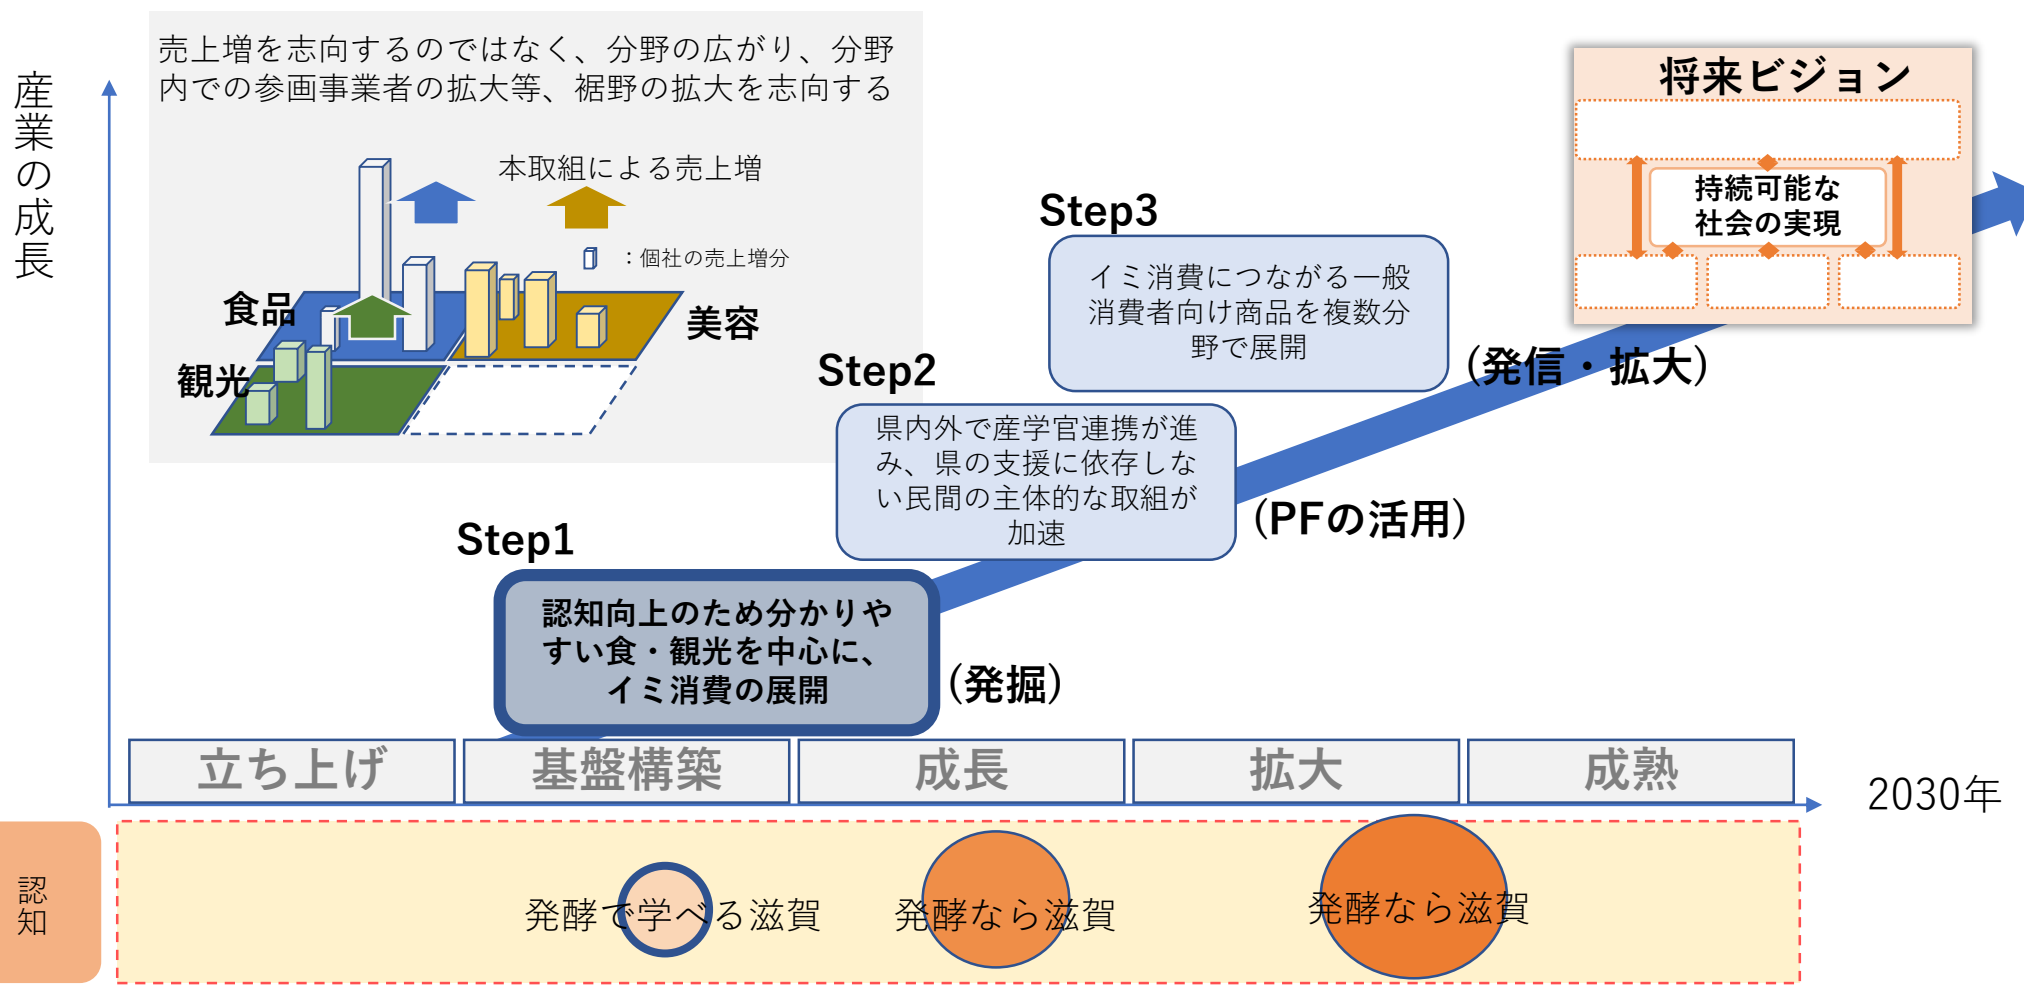 産業の成長
売上増を志向するのではなく、分野の広がり、分野
内での参画事業者の拡大等、裾野の拡大を志向する
本取組による売上増
：個社の売上増分
食品
美容
観光
将来ビジョン
持続可能な
社会の実現
Step3
イミ消費につながる一般
消費者向け商品を複数分
野で展開
(発信・拡大)
Step2
県内外で産学官連携が進
み、県の支援に依存しな
い民間の主体的な取組が
加速
(PFの活用)
Step1
認知向上のため分かりや
すい食・観光を中心に、
イミ消費の展開
(発掘)
立ち上げ
基盤構築
成長
拡大
成熟
2030年
認知
発酵で学べる滋賀
発酵なら滋賀
発酵なら滋賀